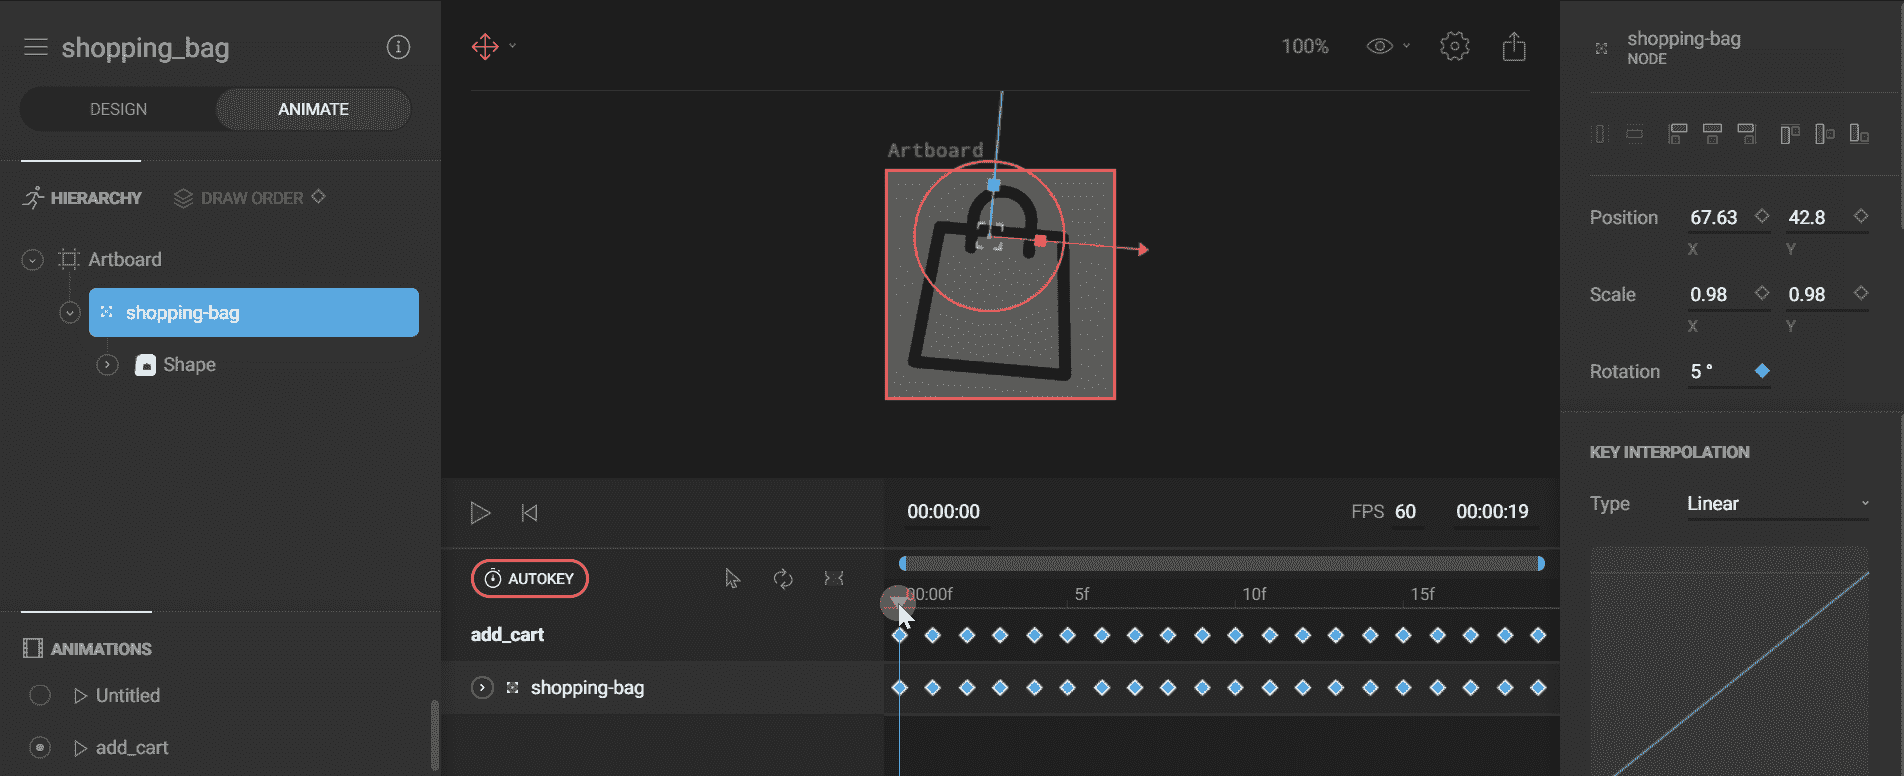 shopping_bag
DESIGN
ANIMATE
HIERARCHY
DRAW ORDER
Artboard
shopping-bag
Shape
ANIMATIONS
Untitled
add_cart
100%
Artboard
00:00:00
FPS 60
00:00:19
AUTOKEY
00:00f
5f
10f
15f
add_cart
shopping-bag
shopping-bag
NODE
Position 67.63 42.8
X Y
Scale 0.98 0.98
X Y
Rotation 5 °
KEY INTERPOLATION
Type Linear